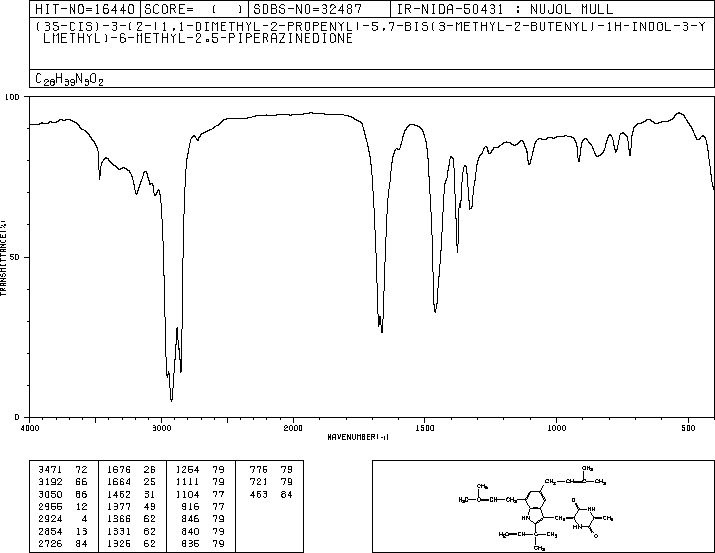 HIT-NO=16440 |SCORE= ( ) |SDBS-NO=32487 | IR-NIDA-50431 : NUJOL MULL
(3S-CIS)-3-(2-(1,1-DIMETHYL-2-PROPENYL)-5,7-BIS(3-METHYL-2-BUTENYL)-1H-INDOL-3-Y
LMETHYL)-6-METHYL-2,5-PIPERAZINEDIONE
C28H39N3O2
100
50
0
TRANSMITTANCE(%)
4000 3000 2000 1500 1000 500
WAVENUMBER(-1)
3471 72 1676 26 1254 79 776 79
3192 66 1664 25 1111 79 721 79
3050 66 1462 31 1104 77 463 84
2956 12 1377 49 916 77
2924 4 1366 62 846 79
2854 13 1331 62 840 79
2726 84 1326 62 835 79